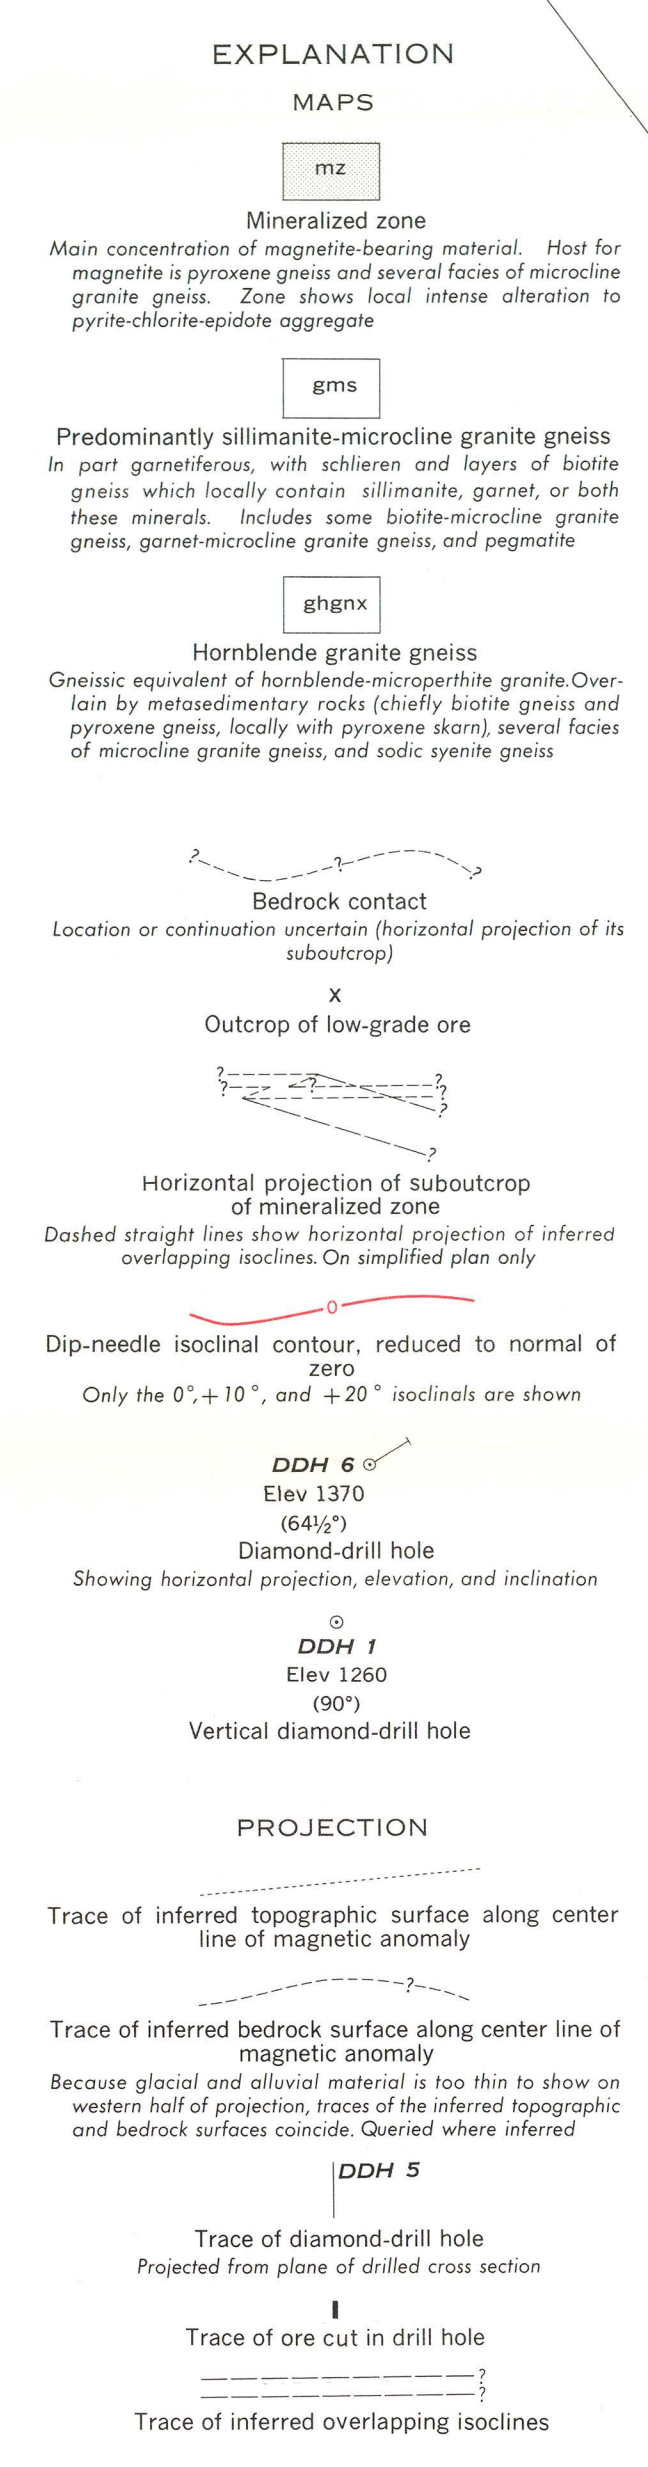 EXPLANATION
MAPS
mz
Mineralized zone
Main concentration of magnetite-bearing material. Host for
magnetite is pyroxene gneiss and several facies of microcline
granite gneiss. Zone shows local intense alteration to
pyrite-chlorite-epidote aggregate
gms
Predominantly sillimanite-microcline granite gneiss
In part garnetiferous, with schlieren and layers of biotite
gneiss which locally contain sillimanite, garnet, or both
these minerals. Includes some biotite-microcline granite
gneiss, garnet-microcline granite gneiss, and pegmatite
ghgnx
Hornblende granite gneiss
Gneissic equivalent of hornblende-microperthite granite. Over-
lain by metasedimentary rocks (chiefly biotite gneiss and
pyroxene gneiss, locally with pyroxene skarn), several facies
of microcline granite gneiss, and sodic syenite gneiss
? ? ?
Bedrock contact
Location or continuation uncertain (horizontal projection of its
suboutcrop)
X
Outcrop of low-grade ore
? ?
? ? ?
?
?
Horizontal projection of suboutcrop
of mineralized zone
Dashed straight lines show horizontal projection of inferred
overlapping isoclines. On simplified plan only
0
Dip-needle isoclinal contour, reduced to normal of
zero
Only the 0°, +10°, and +20° isoclinals are shown
DDH 6
Elev 1370
(64½°)
Diamond-drill hole
Showing horizontal projection, elevation, and inclination
DDH 1
Elev 1260
(90°)
Vertical diamond-drill hole
PROJECTION
Trace of inferred topographic surface along center
line of magnetic anomaly
?
Trace of inferred bedrock surface along center line of
magnetic anomaly
Because glacial and alluvial material is too thin to show on
western half of projection, traces of the inferred topographic
and bedrock surfaces coincide. Queried where inferred
DDH 5
Trace of diamond-drill hole
Projected from plane of drilled cross section
Trace of ore cut in drill hole
?
?
Trace of inferred overlapping isoclines